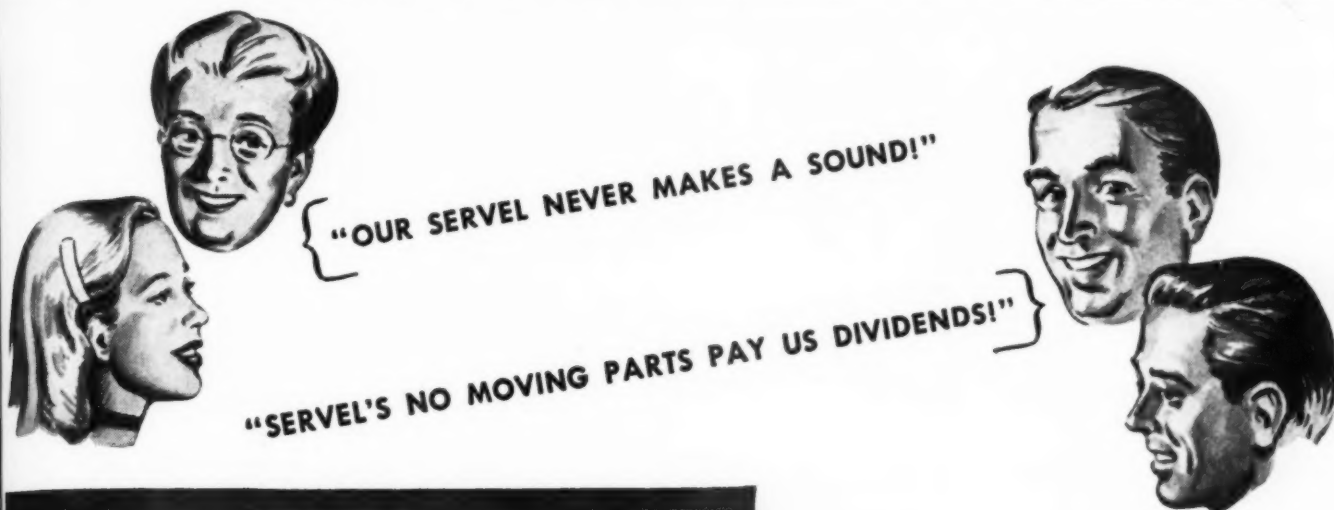 “OUR SERVEL NEVER MAKES A SOUND!”
“SERVEL'S NO MOVING PARTS PAY US DIVIDENDS!”